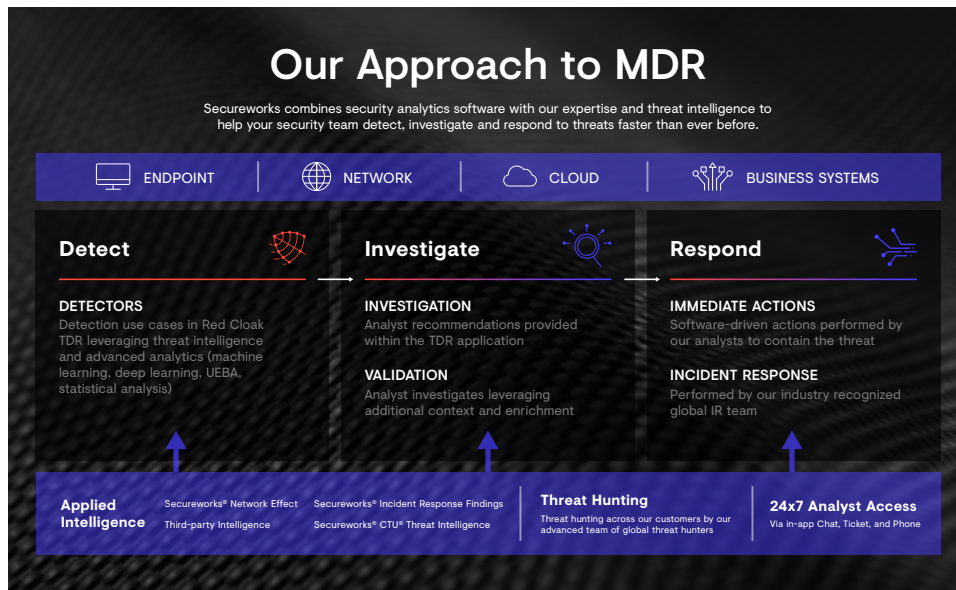 Our Approach to MDR
Secureworks combines security analytics software with our expertise and threat intelligence to
help your security team detect, investigate and respond to threats faster than ever before.
ENDPOINT
NETWORK
CLOUD
BUSINESS SYSTEMS
Detect
DETECTORS
Detection use cases in Red Cloak
TDR leveraging threat intelligence
and advanced analytics (machine
learning, deep learning, UEBA,
statistical analysis)
Investigate
INVESTIGATION
Analyst recommendations provided
within the TDR application
VALIDATION
Analyst investigates leveraging
additional context and enrichment
Respond
IMMEDIATE ACTIONS
Software-driven actions performed by
our analysts to contain the threat
INCIDENT RESPONSE
Performed by our industry recognized
global IR team
Applied
Intelligence
Secureworks® Network Effect
Third-party Intelligence
Secureworks® Incident Response Findings
Secureworks® CTU® Threat Intelligence
Threat Hunting
Threat hunting across our customers by our
advanced team of global threat hunters
24x7 Analyst Access
Via in-app Chat, Ticket, and Phone